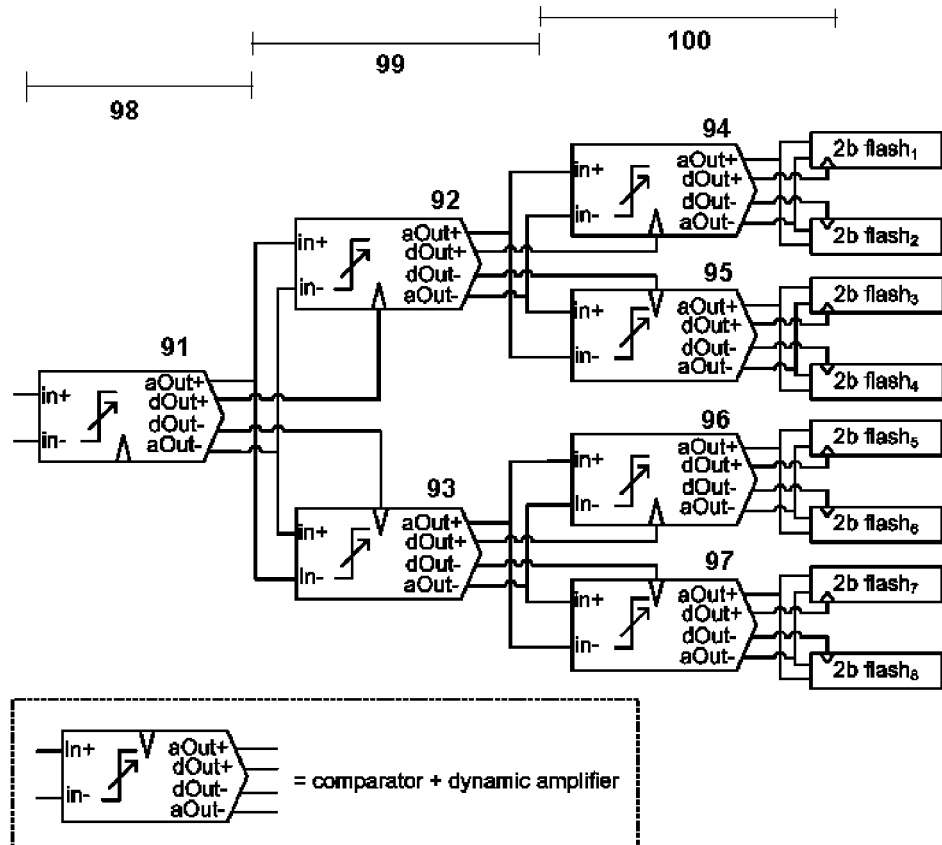 100
99
98
94
in+
in-
aOut+
dOut+
dOut-
aOut-
2b flash1
2b flash2
92
in+
in-
aOut+
dOut+
dOut-
aOut-
95
in+
in-
aOut+
dOut+
dOut-
aOut-
2b flash3
2b flash4
91
in+
in-
aOut+
dOut+
dOut-
aOut-
96
in+
in-
aOut+
dOut+
dOut-
aOut-
2b flash5
2b flash6
93
in+
In-
aOut+
dOut+
dOut-
aOut-
97
in+
in-
aOut+
dOut+
dOut-
aOut-
2b flash7
2b flash8
In+
in-
aOut+
dOut+
dOut-
aOut-
= comparator + dynamic amplifier